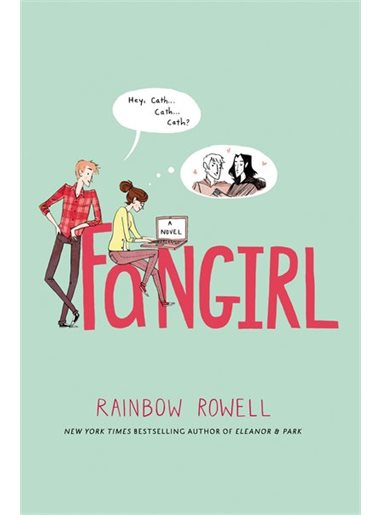 Hey, Cath...
Cath...
Cath?
A
NOVEL
FaNGIRL
RAINBOW ROWELL
NEW YORK TIMES BESTSELLING AUTHOR OF ELEANOR & PARK